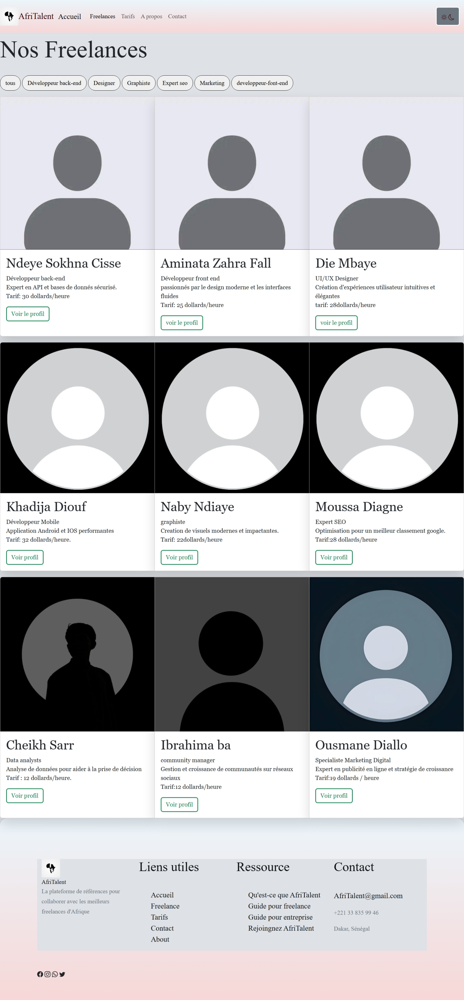 AfriTalent Accueil Freelances Tarifs A propos Contact
Nos Freelances
tous Développeur back-end Designer Graphiste Expert seo Marketing developpeur-font-end
Ndeye Sokhna Cisse
Développeur back-end
Expert en API et bases de donnés sécurisé.
Tarif: 30 dollards/heure
Voir le profil
Aminata Zahra Fall
Développeur front end
passionnés par le design moderne et les interfaces
fluides
Tarif: 25 dollards/heure
voir le profil
Die Mbaye
UI/UX Designer
Création d'expériences utilisateur intuitives et
élégantes
tarif: 28dollards/heure
voir le profil
Khadija Diouf
Développeur Mobile
Application Android et IOS performantes
Tarif: 32 dollards/heure.
Voir profil
Naby Ndiaye
graphiste
Creation de visuels modernes et impactantes.
Tarif: 22dollards/heure
Voir profil
Moussa Diagne
Expert SEO
Optimisation pour un meilleur classement google.
Tarif:28 dollards/heure
Voir profil
Cheikh Sarr
Data analysts
Analyse de données pour aider à la prise de décision
Tarif : 12 dollards/heure.
Voir profil
Ibrahima ba
community manager
Gestion et croissance de communautés sur réseaux
sociaux
Tarif:12 dollards/heure
Voir profil
Ousmane Diallo
Specialiste Marketing Digital
Expert en publicité en ligne et stratégie de croissance
Tarif:19 dollards / heure
Voir profil
AfriTalent
La plateforme de références pour
collaborer avec les meilleurs
freelances d'Afrique
Liens utiles
Accueil
Freelance
Tarifs
Contact
About
Ressource
Qu'est-ce que AfriTalent
Guide pour freelance
Guide pour entreprise
Rejoingnez AfriTalent
Contact
AfriTalent@gmail.com
+221 33 835 99 46
Dakar, Sénégal